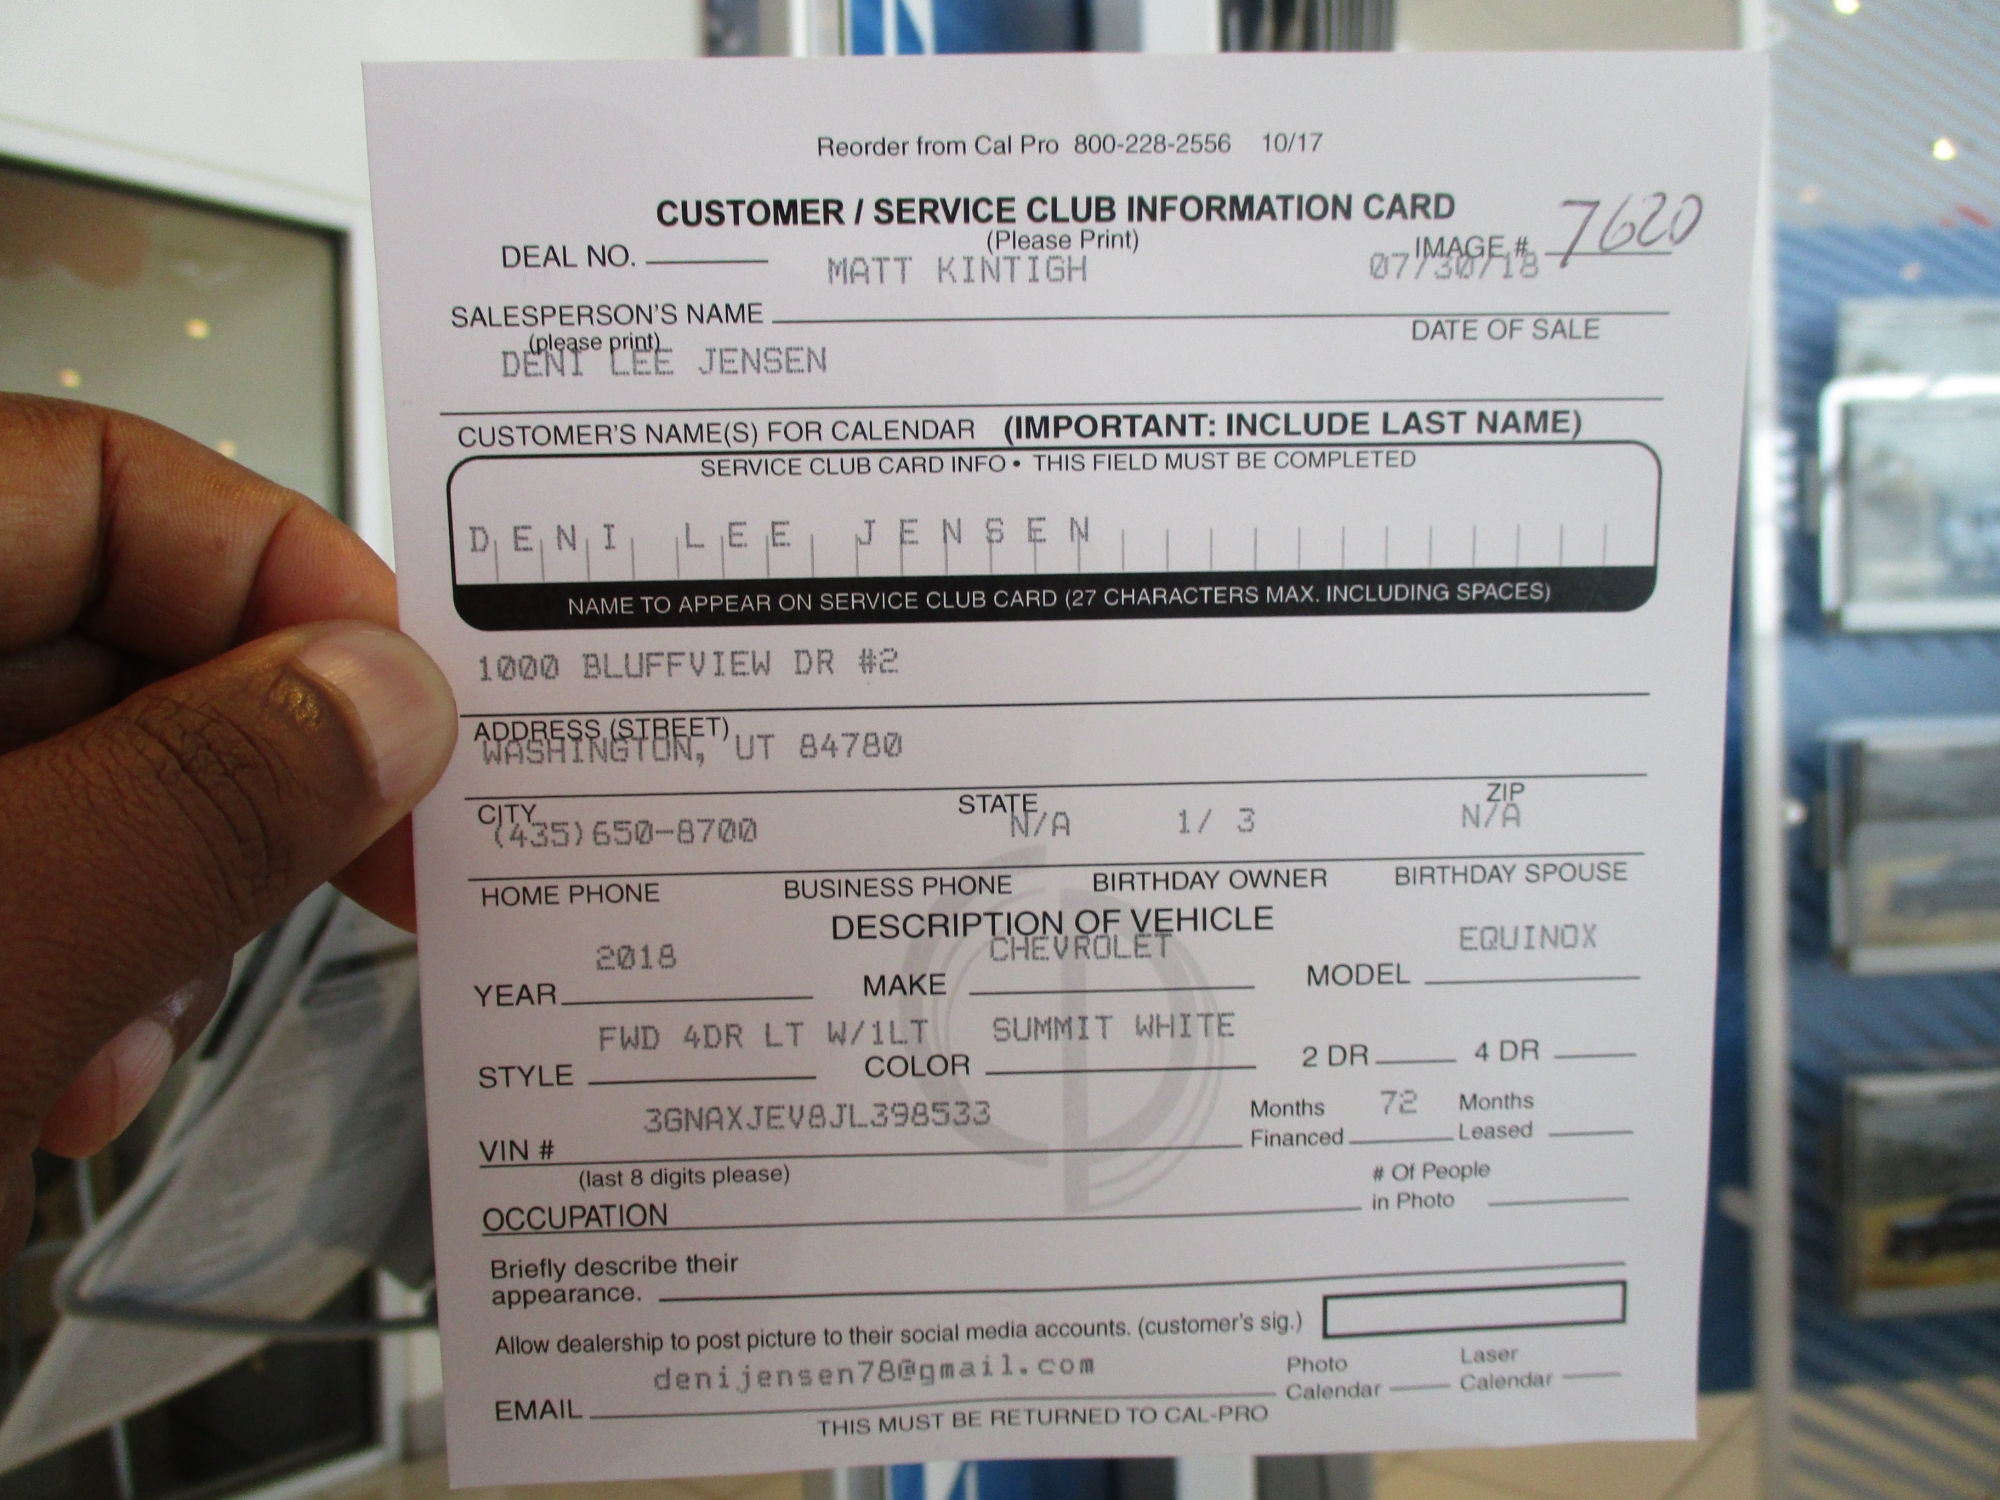 Reorder from Cal Pro 800-228-2556 10/17
CUSTOMER / SERVICE CLUB INFORMATION CARD
(Please Print)
DEAL NO. IMAGE # 7620
MATT KINTIGH 07/30/18
SALESPERSON'S NAME
(please print) DATE OF SALE
DENI LEE JENSEN
CUSTOMER'S NAME(S) FOR CALENDAR (IMPORTANT: INCLUDE LAST NAME)
SERVICE CLUB CARD INFO • THIS FIELD MUST BE COMPLETED
DENI LEE JENSEN
NAME TO APPEAR ON SERVICE CLUB CARD (27 CHARACTERS MAX. INCLUDING SPACES)
1000 BLUFFVIEW DR #2
ADDRESS (STREET)
WASHINGTON, UT 84780
CITY STATE ZIP
(435)650-8700 N/A 1/ 3 N/A
HOME PHONE BUSINESS PHONE BIRTHDAY OWNER BIRTHDAY SPOUSE
DESCRIPTION OF VEHICLE
2018 CHEVROLET EQUINOX
YEAR MAKE MODEL
FWD 4DR LT W/1LT SUMMIT WHITE
STYLE COLOR 2 DR 4 DR
3GNAXJEV8JL398533 Months 72 Months
VIN # Financed Leased
(last 8 digits please) # Of People
OCCUPATION in Photo
Briefly describe their
appearance.
Allow dealership to post picture to their social media accounts. (customer's sig.)
denijensen78@gmail.com Photo Laser
EMAIL Calendar Calendar
THIS MUST BE RETURNED TO CAL-PRO